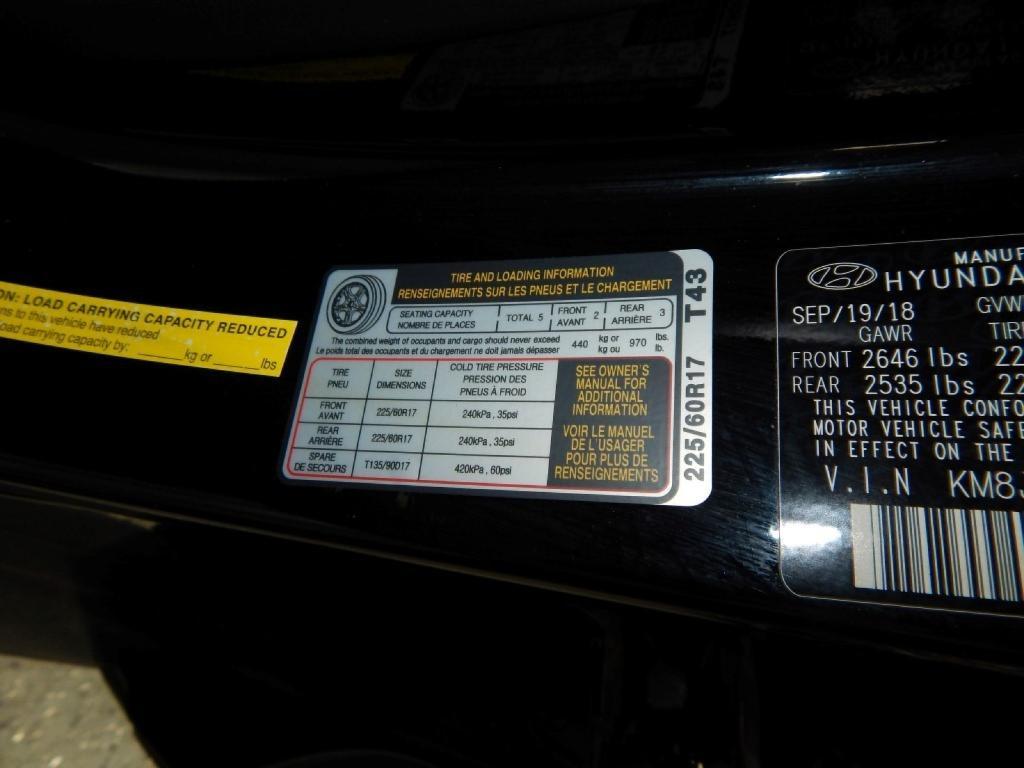 ON: LOAD CARRYING CAPACITY REDUCED
ns to this vehicle have reduced
oad carrying capacity by: ______kg or ______lbs
TIRE AND LOADING INFORMATION
RENSEIGNEMENTS SUR LES PNEUS ET LE CHARGEMENT
SEATING CAPACITY
NOMBRE DE PLACES
TOTAL 5
FRONT
AVANT 2
REAR
ARRIÈRE 3
The combined weight of occupants and cargo should never exceed
Le poids total des occupants et du chargement ne doit jamais dépasser
440 kg or
kg ou
970 lbs.
lb.
TIRE
PNEU
SIZE
DIMENSIONS
COLD TIRE PRESSURE
PRESSION DES
PNEUS À FROID
FRONT
AVANT
225/60R17
240kPa , 35psi
REAR
ARRIÈRE
225/60R17
240kPa , 35psi
SPARE
DE SECOURS
T135/90D17
420kPa , 60psi
SEE OWNER'S
MANUAL FOR
ADDITIONAL
INFORMATION
VOIR LE MANUEL
DE L'USAGER
POUR PLUS DE
RENSEIGNEMENTS
225/60R17 T43
MANUF
HYUNDA
SEP/19/18 GVW
GAWR TIR
FRONT 2646 lbs 22
REAR 2535 lbs 22
THIS VEHICLE CONFO
MOTOR VEHICLE SAFE
IN EFFECT ON THE
V.I.N KM8J